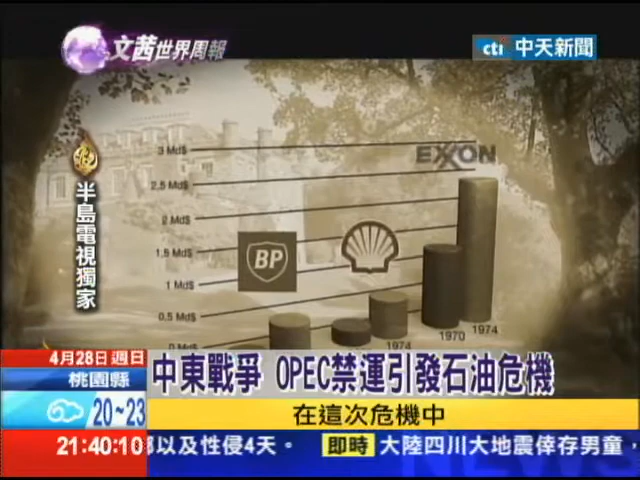 文茜世界周報
cti 中天新聞
半島電視獨家
3 Md$
EXXON
2.5 Md$
2 Md$
1.5 Md$
BP
1 Md$
0.5 Md$
1974
1970
1974
4月28日週日
桃園縣
20~23
21:40:10
中東戰爭 OPEC禁運引發石油危機
在這次危機中
以及性侵4天。 即時 大陸四川大地震倖存男童，